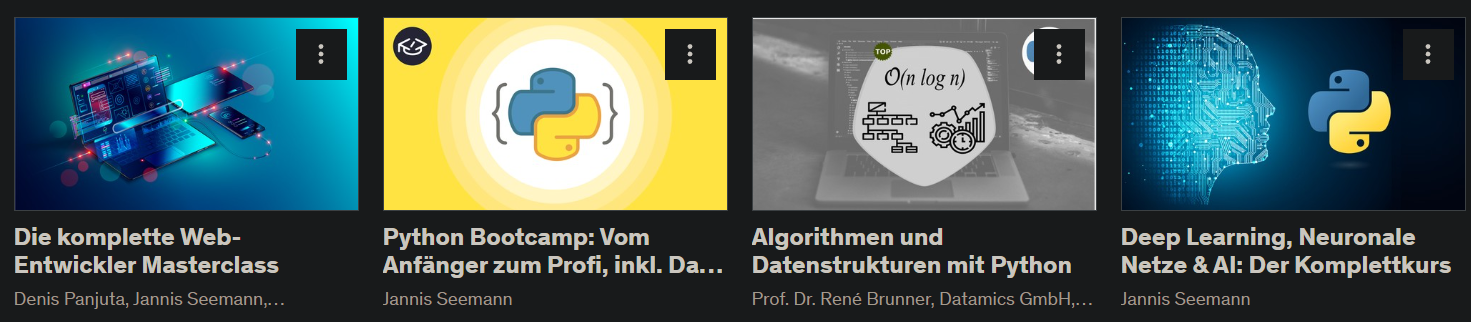 Die komplette Web-
Entwickler Masterclass
Denis Panjuta, Jannis Seemann,…
Python Bootcamp: Vom
Anfänger zum Profi, inkl. Da…
Jannis Seemann
TOP
O(n log n)
Algorithmen und
Datenstrukturen mit Python
Prof. Dr. René Brunner, Datamics GmbH,…
Deep Learning, Neuronale
Netze & AI: Der Komplettkurs
Jannis Seemann